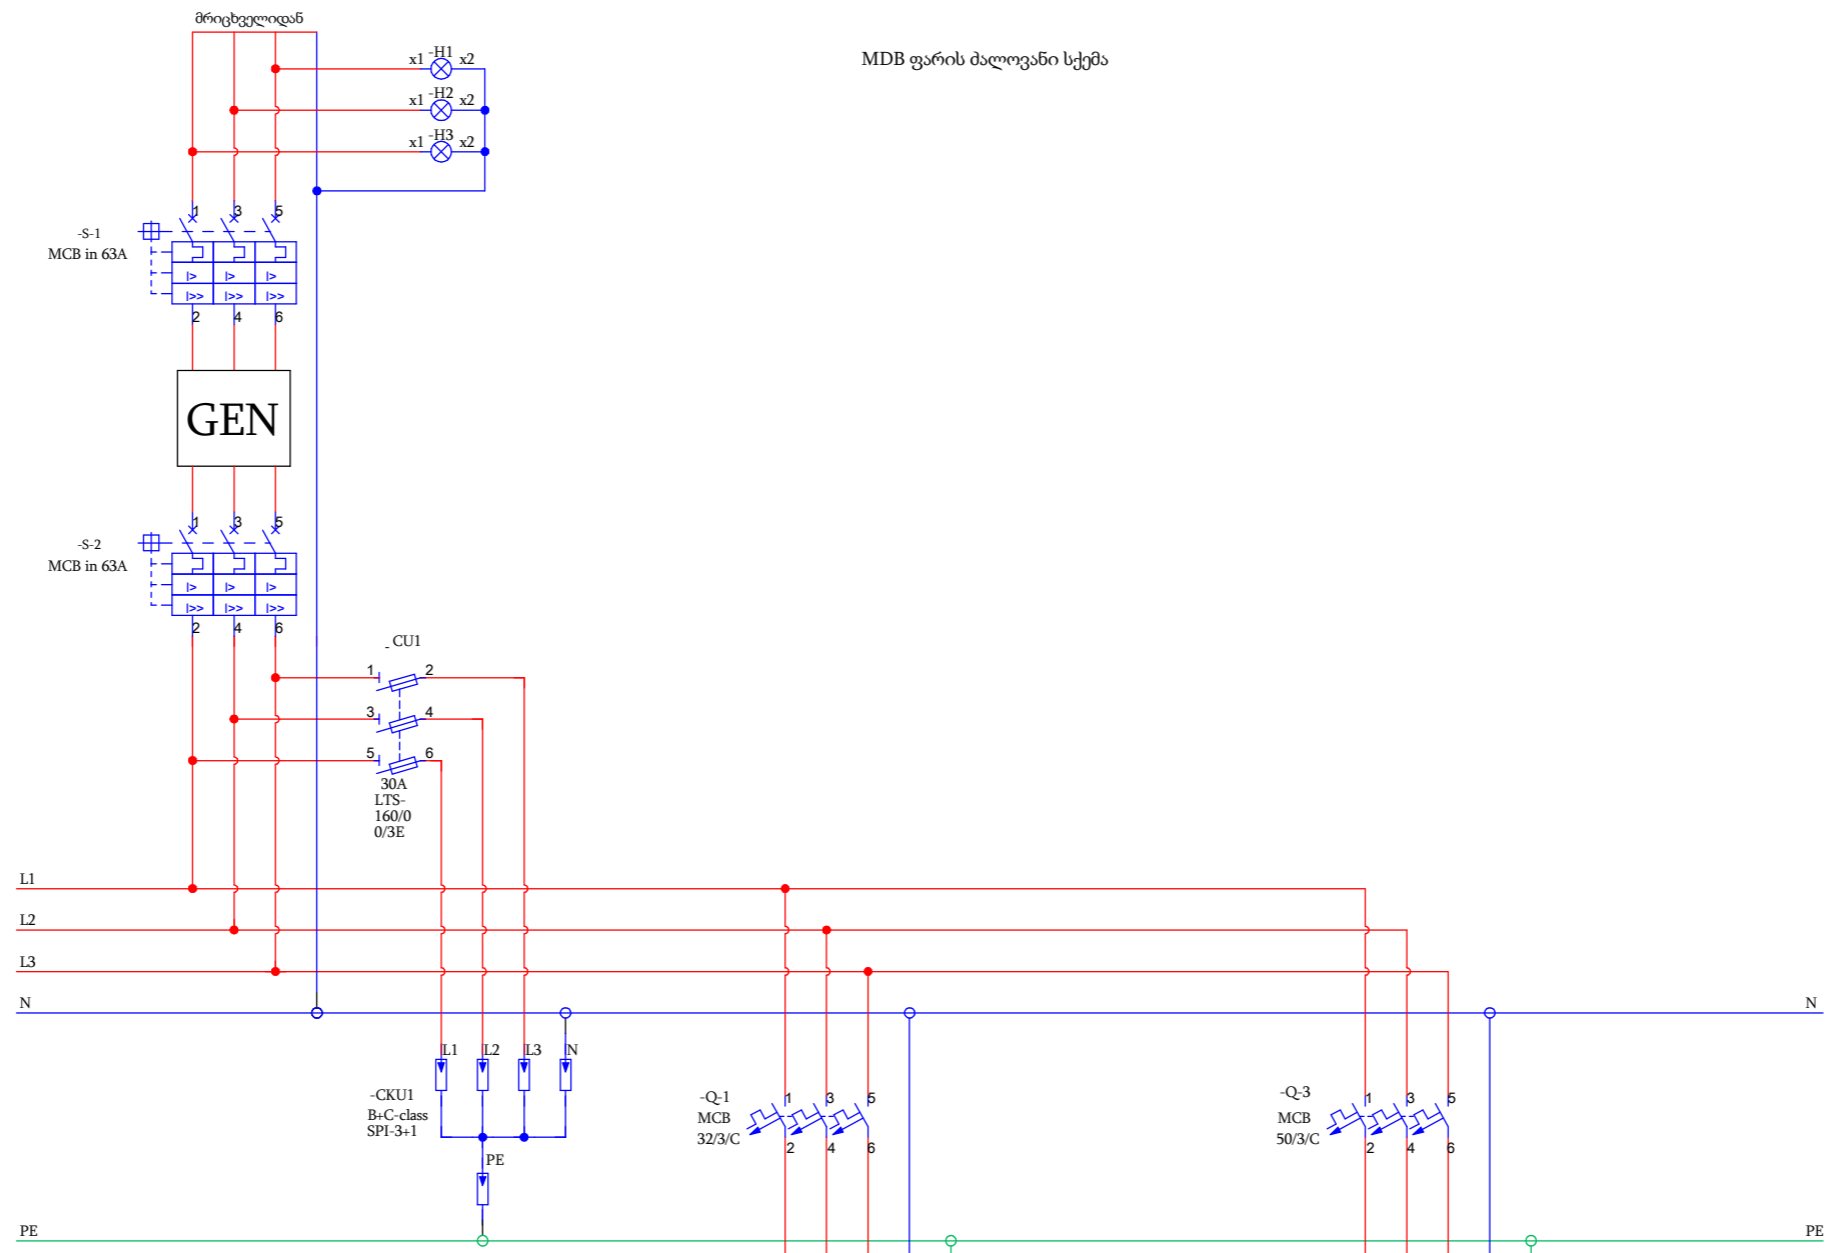 მრიცხველიდან
MDB ფარის ძალოვანი სქემა
x1 -H1 x2
x1 -H2 x2
x1 -H3 x2
1 3 5
-S-1
MCB in 63A
I> I> I>
I>> I>> I>>
2 4 6
GEN
1 3 5
-S-2
MCB in 63A
I> I> I>
I>> I>> I>>
2 4 6
- CU1
1 2
3 4
5 6
30A
LTS-
160/0
0/3E
L1
L2
L3
N N
L1 L2 L3 N
-CKU1
B+C-class
SPI-3+1
PE
-Q-1
MCB
32/3/C
1 3 5
2 4 6
-Q-3
MCB
50/3/C
1 3 5
2 4 6
PE PE